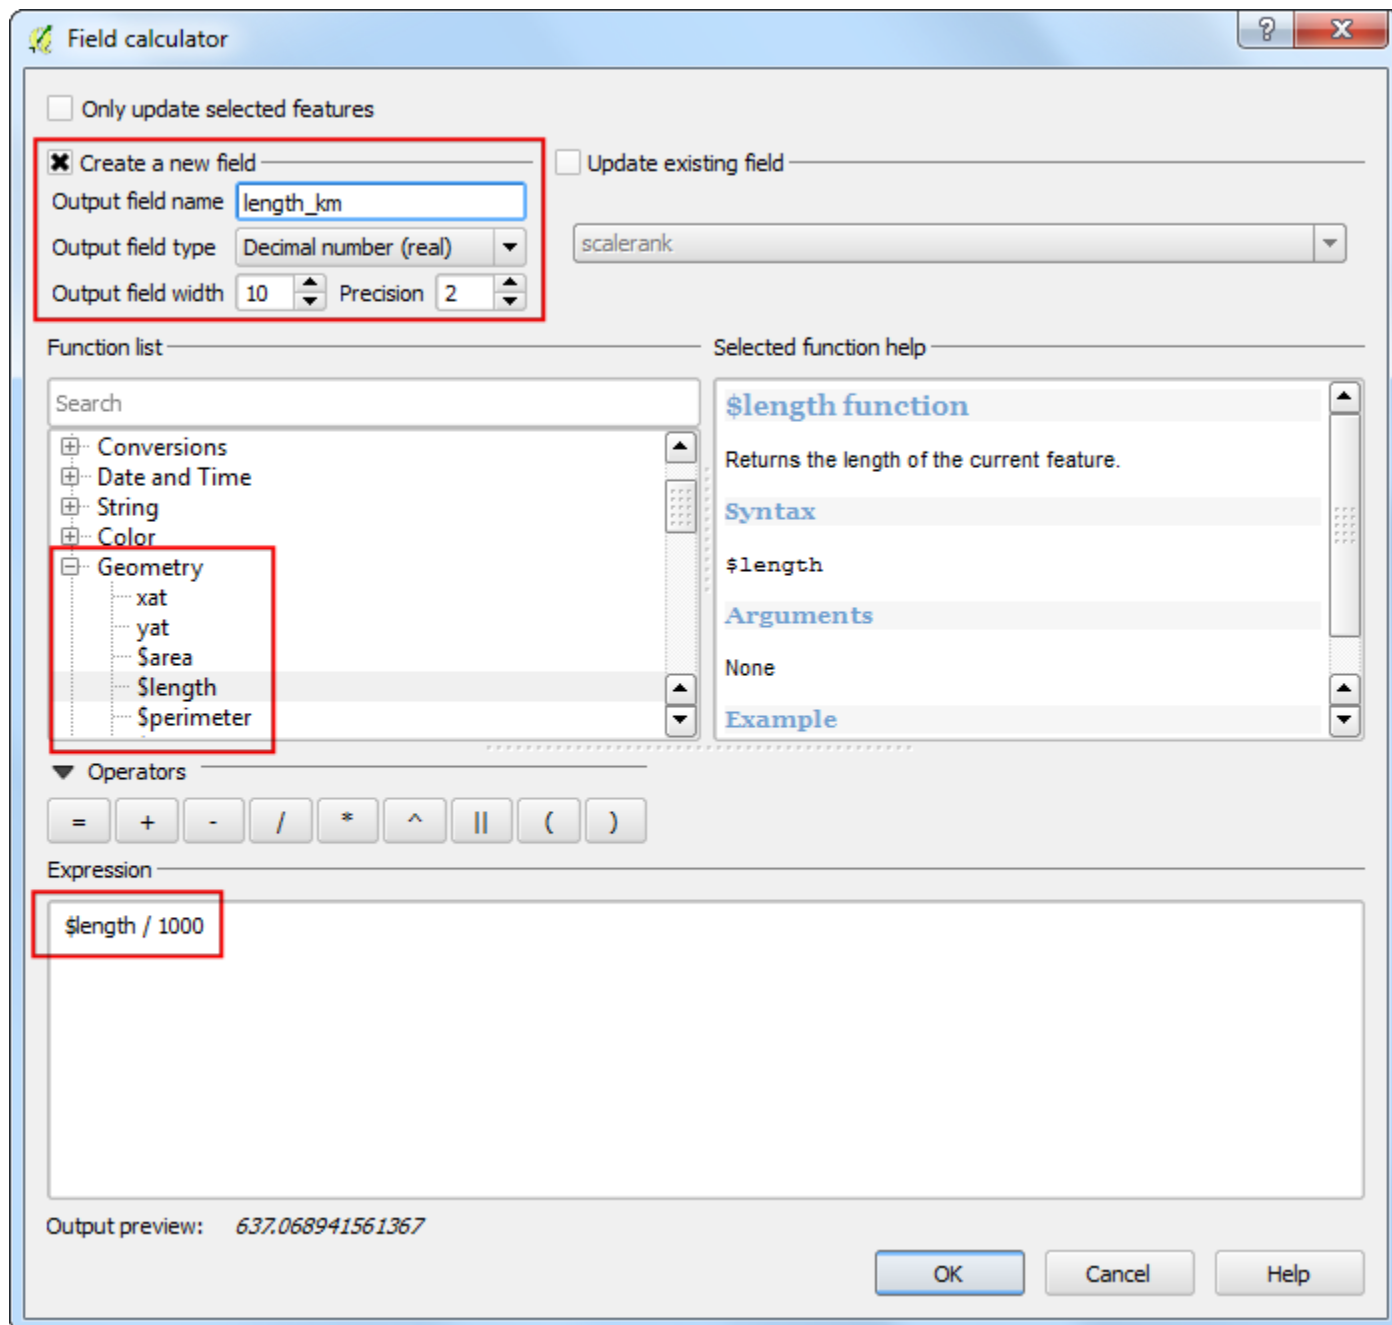 Field calculator
Only update selected features
Create a new field
Update existing field
Output field name length_km
Output field type Decimal number (real)
scalerank
Output field width 10 Precision 2
Function list
Selected function help
Search
Conversions
Date and Time
String
Color
Geometry
xat
yat
$area
$length
$perimeter
$length function
Returns the length of the current feature.
Syntax
$length
Arguments
None
Example
Operators
= + - / * ^ || ( )
Expression
$length / 1000
Output preview: 637.068941561367
OK Cancel Help